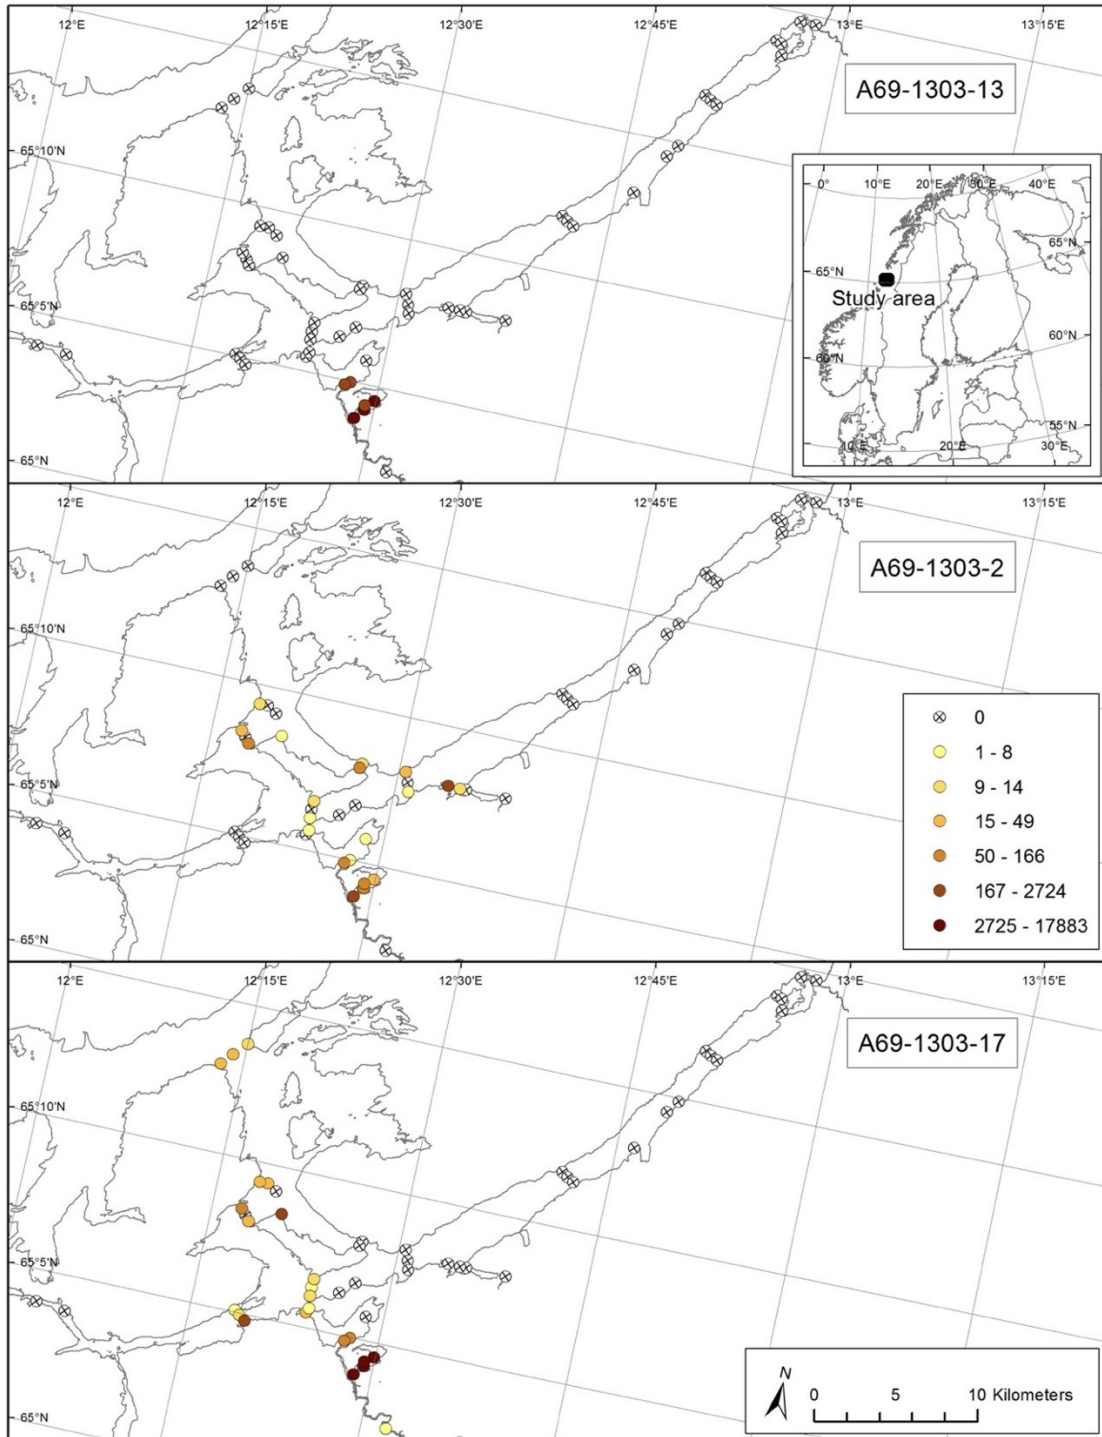 12°E 12°15'E 12°30'E 12°45'E 13°E 13°15'E
A69-1303-13
65°10'N
0° 10°E 20°E 30°E 40°E
65°N
65°N
Study area
60°N
60°N
55°N
10°E 20°E 30°E
65°5'N
65°N
12°E 12°15'E 12°30'E 12°45'E 13°E 13°15'E
A69-1303-2
65°10'N
0
1 - 8
9 - 14
15 - 49
50 - 166
167 - 2724
2725 - 17883
65°5'N
65°N
12°E 12°15'E 12°30'E 12°45'E 13°E 13°15'E
A69-1303-17
65°10'N
65°5'N
N
0 5 10 Kilometers
65°N